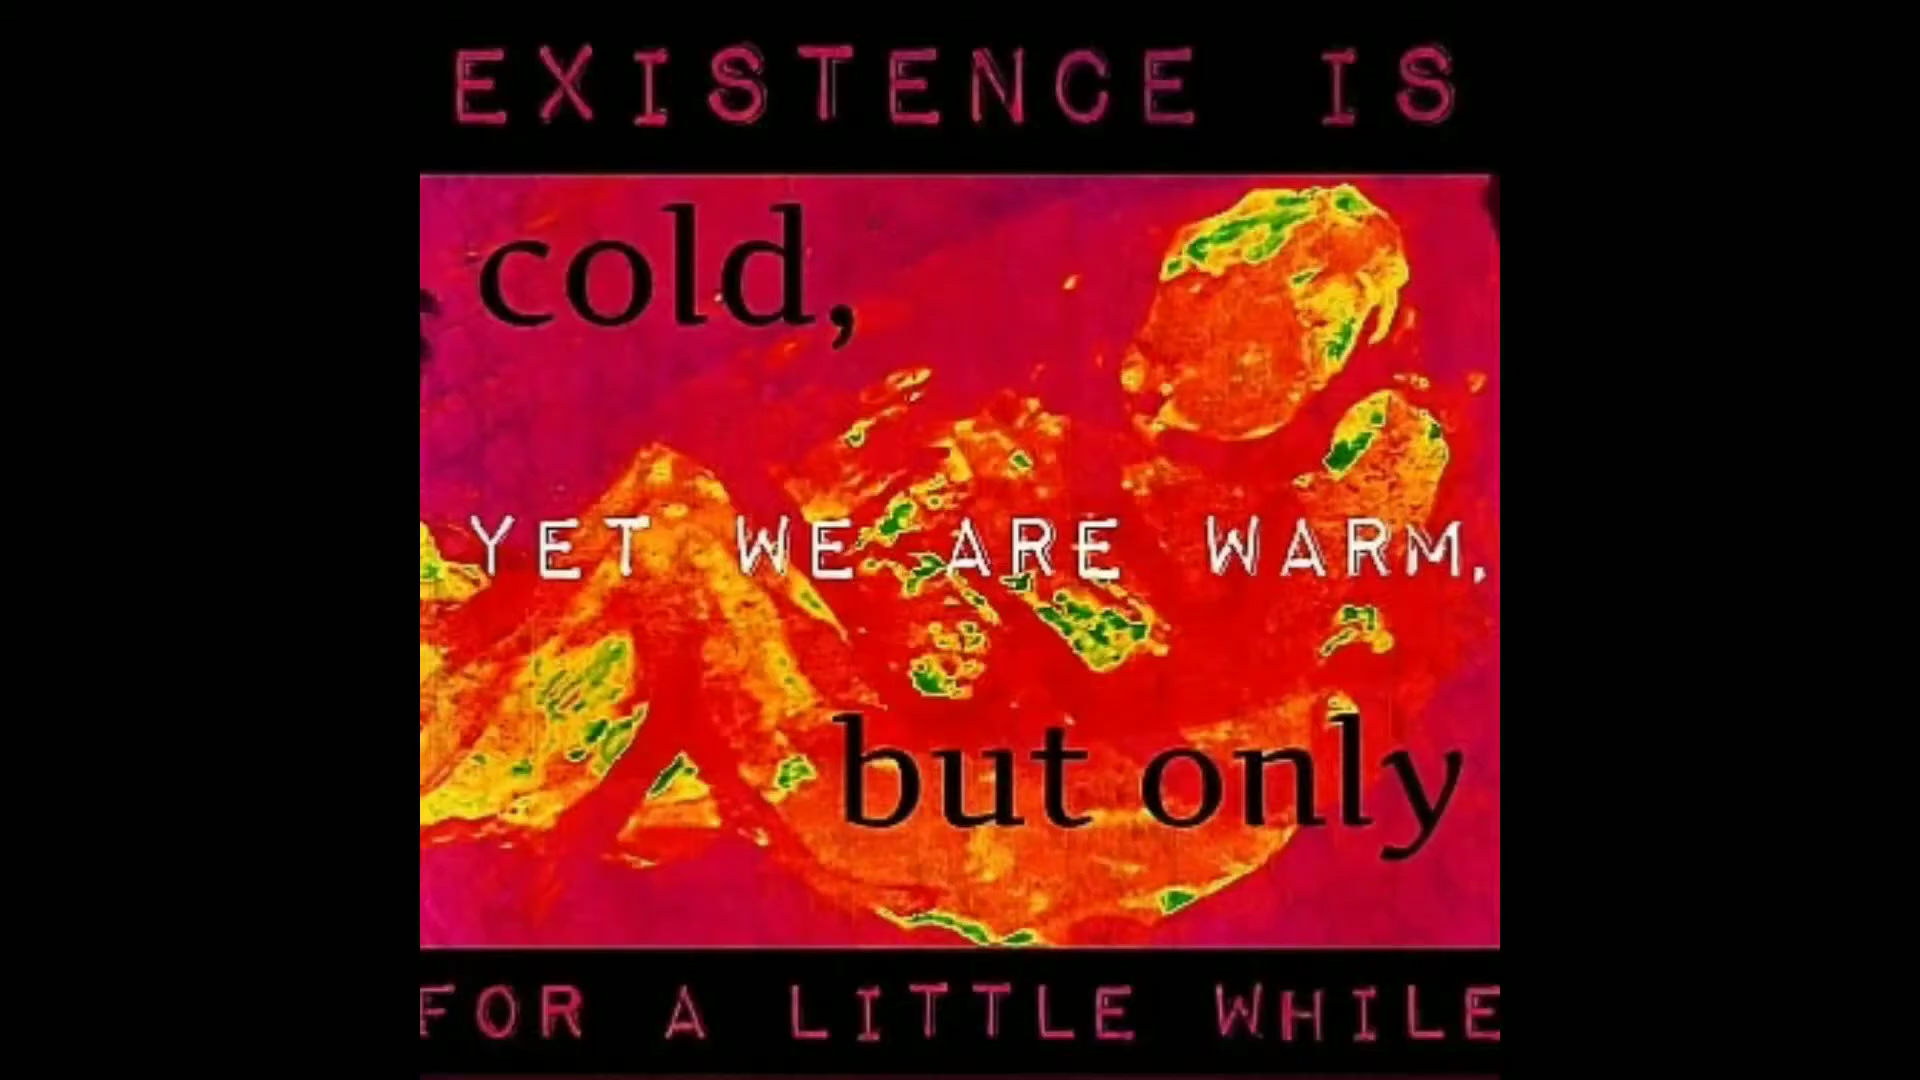 EXISTENCE IS
cold,
YET WE ARE WARM,
but only
FOR A LITTLE WHILE